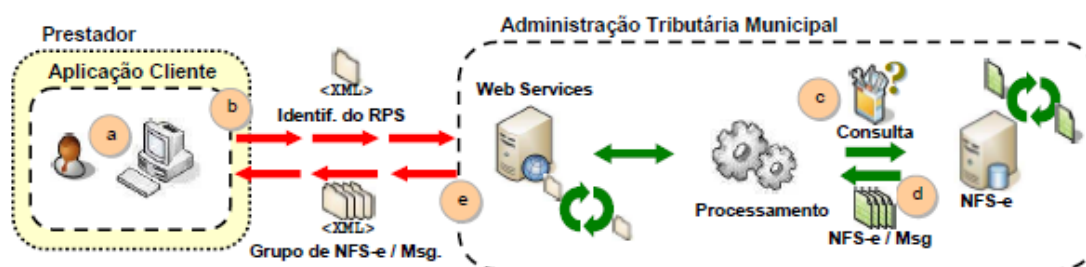 Prestador
Administração Tributária Municipal
Aplicação Cliente
a
b
<XML>
Identif. do RPS
Web Services
c
Consulta
<XML>
Grupo de NFS-e / Msg.
e
Processamento
d
NFS-e / Msg
NFS-e